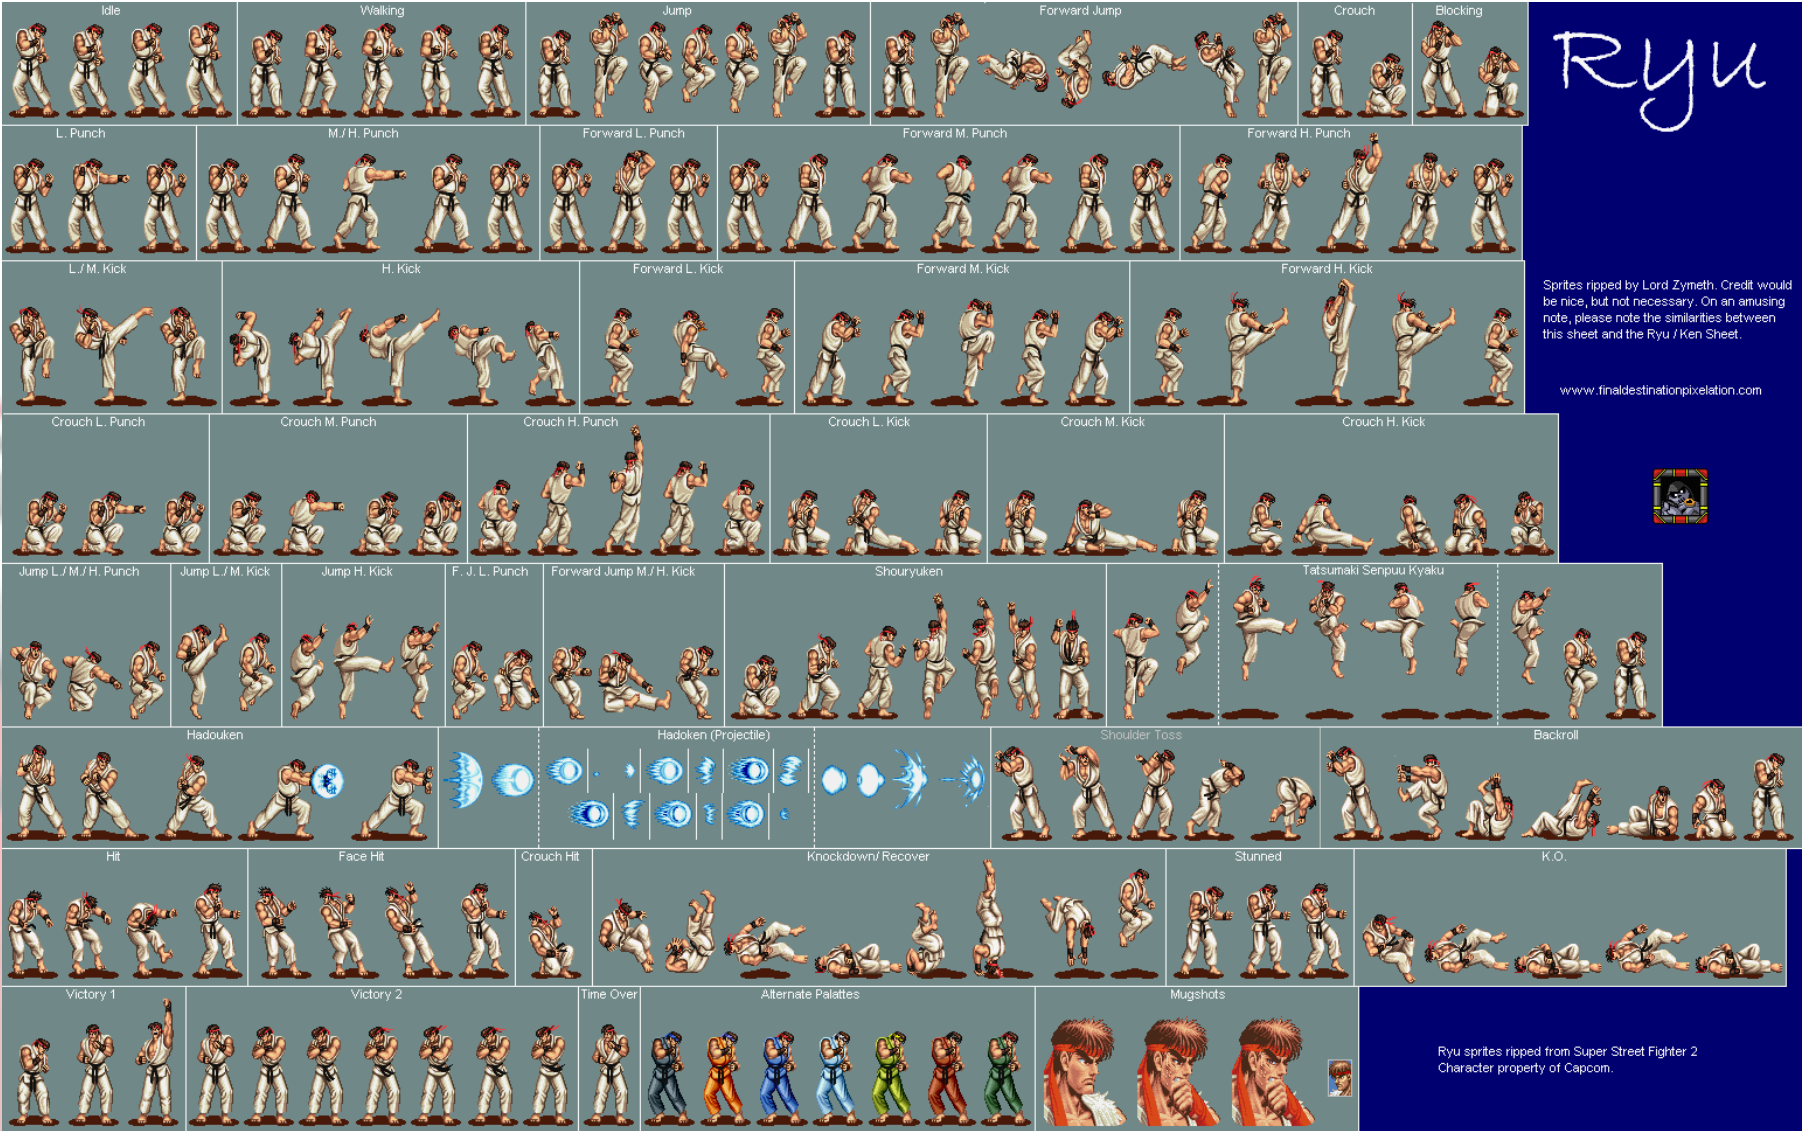 Idle
Walking
Jump
Forward Jump
Crouch
Blocking
Ryu
L. Punch
M./ H. Punch
Forward L. Punch
Forward M. Punch
Forward H. Punch
L./ M. Kick
H. Kick
Forward L. Kick
Forward M. Kick
Forward H. Kick
Sprites ripped by Lord Zymeth. Credit would
be nice, but not necessary. On an amusing
note, please note the similarities between
this sheet and the Ryu / Ken Sheet.
www.finaldestinationpixelation.com
Crouch L. Punch
Crouch M. Punch
Crouch H. Punch
Crouch L. Kick
Crouch M. Kick
Crouch H. Kick
Jump L./ M./ H. Punch
Jump L./ M. Kick
Jump H. Kick
F. J. L. Punch
Forward Jump M./ H. Kick
Shouryuken
Tatsumaki Senpuu Kyaku
Hadouken
Hadoken (Projectile)
Shoulder Toss
Backroll
Hit
Face Hit
Crouch Hit
Knockdown/ Recover
Stunned
K.O.
Victory 1
Victory 2
Time Over
Alternate Palattes
Mugshots
Ryu sprites ripped from Super Street Fighter 2
Character property of Capcom.